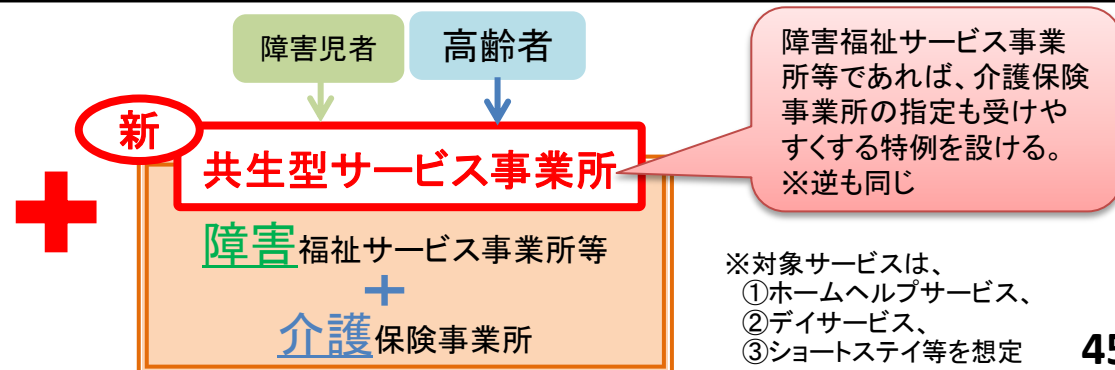 障害児者
高齢者
新
共生型サービス事業所
障害福祉サービス事業所等
+
介護保険事業所
障害福祉サービス事業
所等であれば、介護保険
事業所の指定も受けや
すくする特例を設ける。
※逆も同じ
※対象サービスは、
①ホームヘルプサービス、
②デイサービス、
③ショートステイ等を想定
45